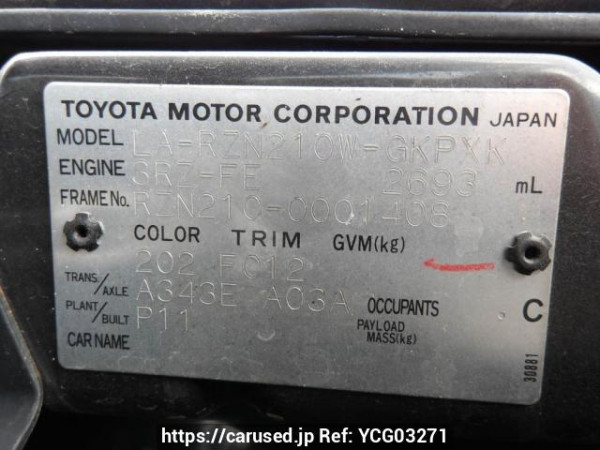 TOYOTA MOTOR CORPORATION JAPAN
MODEL LA-RZN210W-GKPXK
ENGINE 3RZ-FE 2693 mL
FRAME No. RZN210-0001406
COLOR TRIM GVM(kg)
202 FC12
TRANS./AXLE A343E A03A OCCUPANTS C
PLANT/BUILT P11 PAYLOAD MASS(kg)
CAR NAME
30881
https://carused.jp Ref: YCG03271